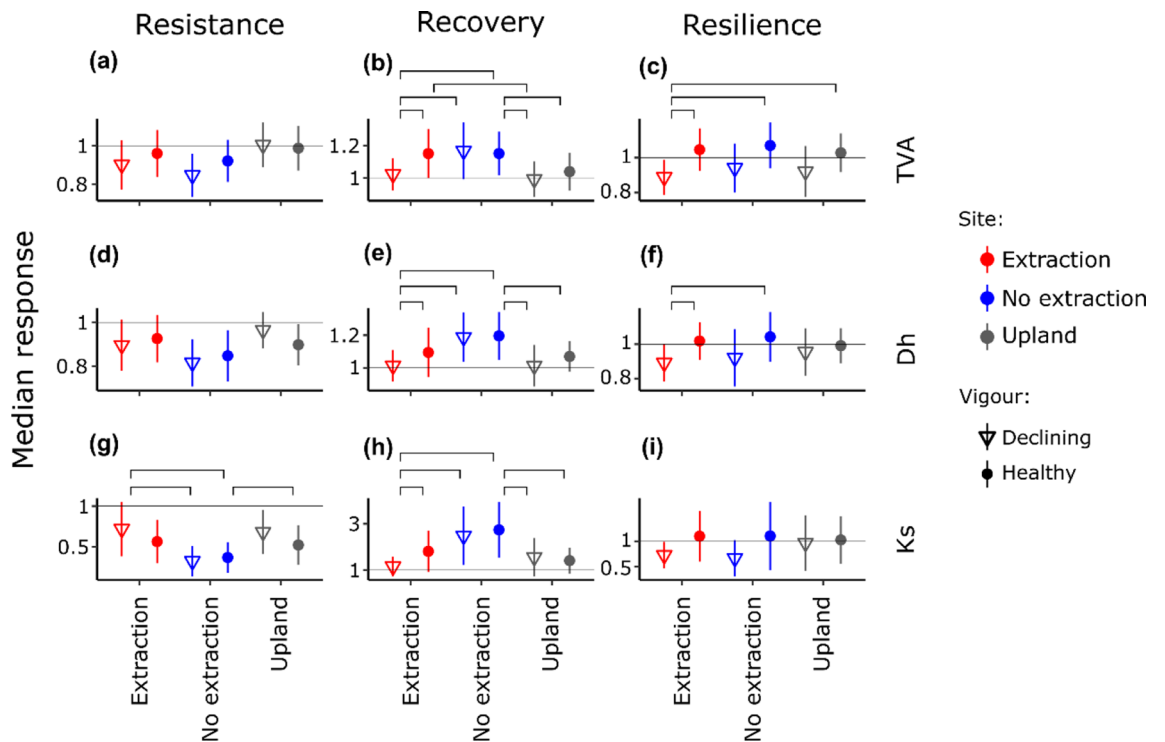 Resistance
Recovery
Resilience
(a)
(b)
(c)
1
0.8
1.2
1
1
0.8
TVA
Site:
Extraction
No extraction
Upland
Vigour:
Declining
Healthy
Median response
(d)
(e)
(f)
1
0.8
1.2
1
1
0.8
Dh
(g)
(h)
(i)
1
0.5
3
1
1
0.5
Ks
Extraction
No extraction
Upland
Extraction
No extraction
Upland
Extraction
No extraction
Upland